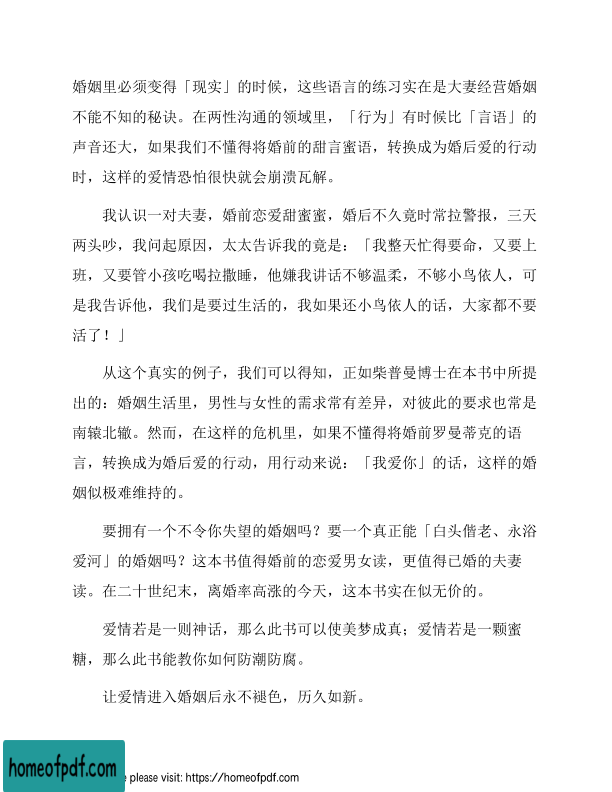 婚姻里必须变得「现实」的时候，这些语言的练习实在是大妻经营婚姻
不能不知的秘诀。在两性沟通的领域里，「行为」有时候比「言语」的
声音还大，如果我们不懂得将婚前的甜言蜜语，转换成为婚后爱的行动
时，这样的爱情恐怕很快就会崩溃瓦解。
我认识一对夫妻，婚前恋爱甜蜜蜜，婚后不久竟时常拉警报，三天
两头吵，我问起原因，太太告诉我的竟是：「我整天忙得要命，又要上
班，又要管小孩吃喝拉撒睡，他嫌我讲话不够温柔，不够小鸟依人，可
是我告诉他，我们是要过生活的，我如果还小鸟依人的话，大家都不要
活了！」
从这个真实的例子，我们可以得知，正如柴普曼博士在本书中所提
出的：婚姻生活里，男性与女性的需求常有差异，对彼此的要求也常是
南辕北辙。然而，在这样的危机里，如果不懂得将婚前罗曼蒂克的语
言，转换成为婚后爱的行动，用行动来说：「我爱你」的话，这样的婚
姻似极难维持的。
要拥有一个不令你失望的婚姻吗？要一个真正能「白头偕老、永浴
爱河」的婚姻吗？这本书值得婚前的恋爱男女读，更值得已婚的夫妻
读。在二十世纪末，离婚率高涨的今天，这本书实在似无价的。
爱情若是一则神话，那么此书可以使美梦成真；爱情若是一颗蜜
糖，那么此书能教你如何防潮防腐。
让爱情进入婚姻后永不褪色，历久如新。
homeofpdf.com
please visit: https://homeofpdf.com